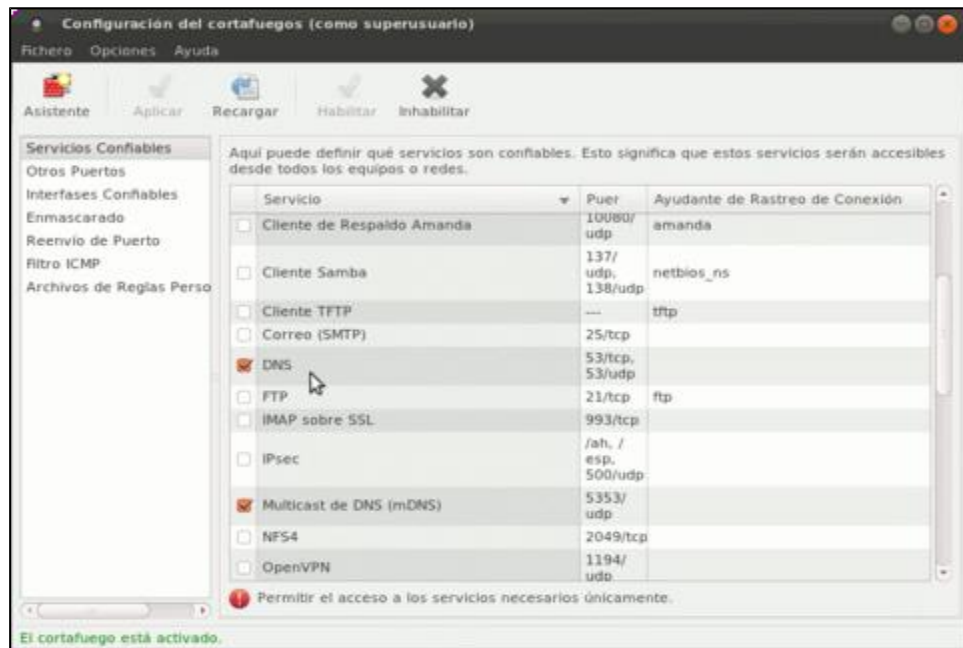 Configuración del cortafuegos (como superusuario)
Fichero Opciones Ayuda
Asistente Aplicar Recargar Habilitar Inhabilitar
Servicios Confiables
Otros Puertos
Interfases Confiables
Enmascarado
Reenvío de Puerto
Filtro ICMP
Archivos de Reglas Perso
Aquí puede definir qué servicios son confiables. Esto significa que estos servicios serán accesibles
desde todos los equipos o redes.
Servicio Puer Ayudante de Rastreo de Conexión
Cliente de Respaldo Amanda 10080/ amanda
udp
Cliente Samba 137/ netbios_ns
udp,
138/udp
Cliente TFTP --- tftp
Correo (SMTP) 25/tcp
DNS 53/tcp,
53/udp
FTP 21/tcp ftp
IMAP sobre SSL 993/tcp
IPsec /ah, /
esp,
500/udp
Multicast de DNS (mDNS) 5353/
udp
NFS4 2049/tcp
OpenVPN 1194/
udp
Permitir el acceso a los servicios necesarios únicamente.
El cortafuego está activado.